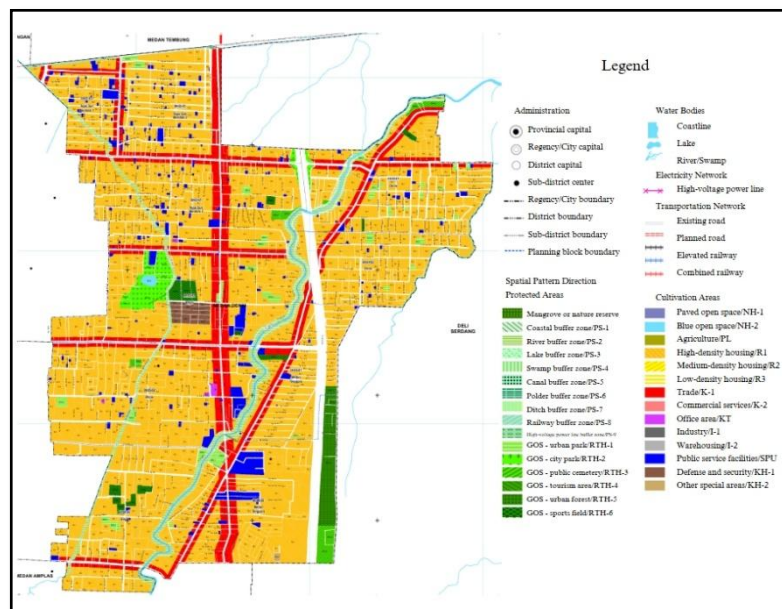 MEDAN TEMBUNG
DELI
SERDANG
MEDAN AMPLAS
Legend
Administration
Provincial capital
Regency/City capital
District capital
Sub-district center
Regency/City boundary
District boundary
Sub-district boundary
Planning block boundary
Spatial Pattern Direction
Protected Areas
Mangrove or nature reserve
Coastal buffer zone/PS-1
River buffer zone/PS-2
Lake buffer zone/PS-3
Swamp buffer zone/PS-4
Canal buffer zone/PS-5
Polder buffer zone/PS-6
Ditch buffer zone/PS-7
Railway buffer zone/PS-8
High-voltage power line buffer zone/PS-9
GOS - urban park/RTH-1
GOS - city park/RTH-2
GOS - public cemetery/RTH-3
GOS - tourism area/RTH-4
GOS - urban forest/RTH-5
GOS - sports field/RTH-6
Water Bodies
Coastline
Lake
River/Swamp
Electricity Network
High-voltage power line
Transportation Network
Existing road
Planned road
Elevated railway
Combined railway
Cultivation Areas
Paved open space/NH-1
Blue open space/NH-2
Agriculture/PL
High-density housing/R1
Medium-density housing/R2
Low-density housing/R3
Trade/K-1
Commercial services/K-2
Office area/KT
Industry/I-1
Warehousing/I-2
Public service facilities/SPU
Defense and security/KH-1
Other special areas/KH-2